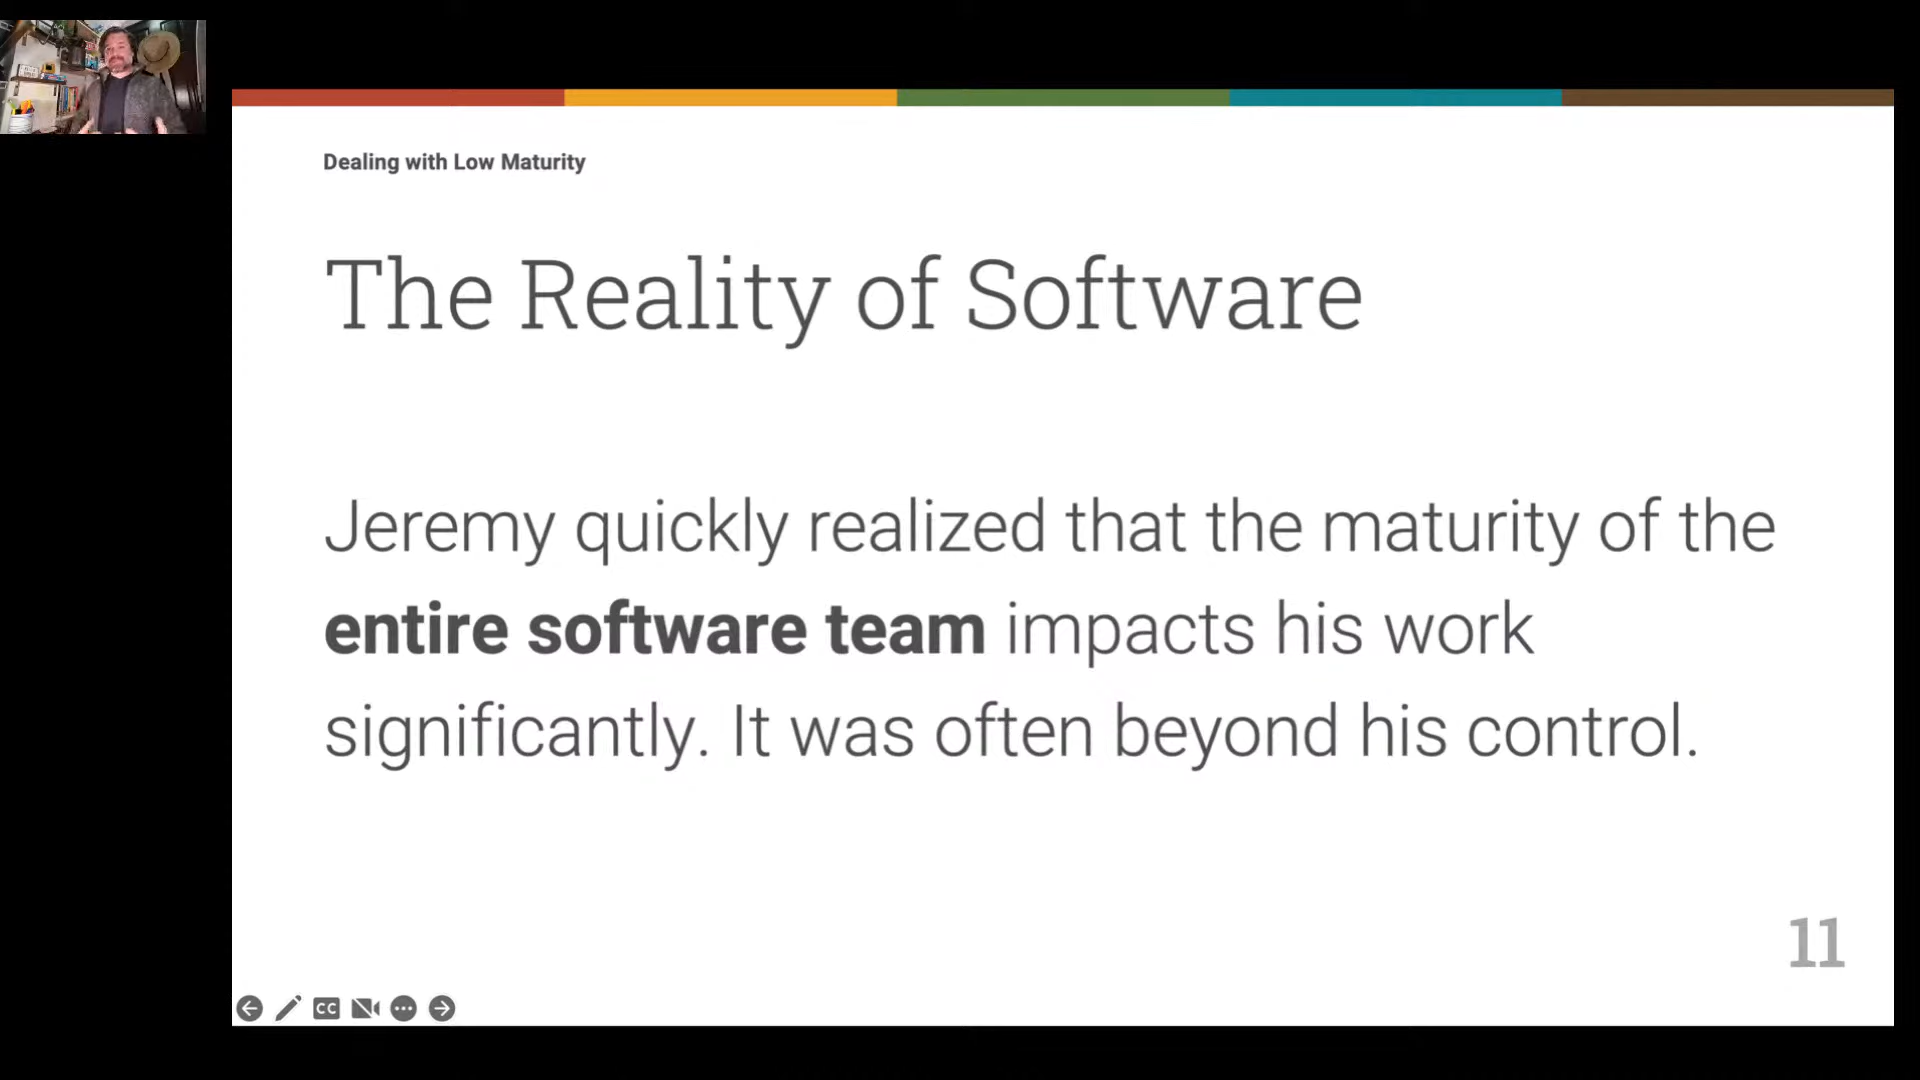 Dealing with Low Maturity
The Reality of Software
Jeremy quickly realized that the maturity of the
entire software team impacts his work
significantly. It was often beyond his control.
11
CC